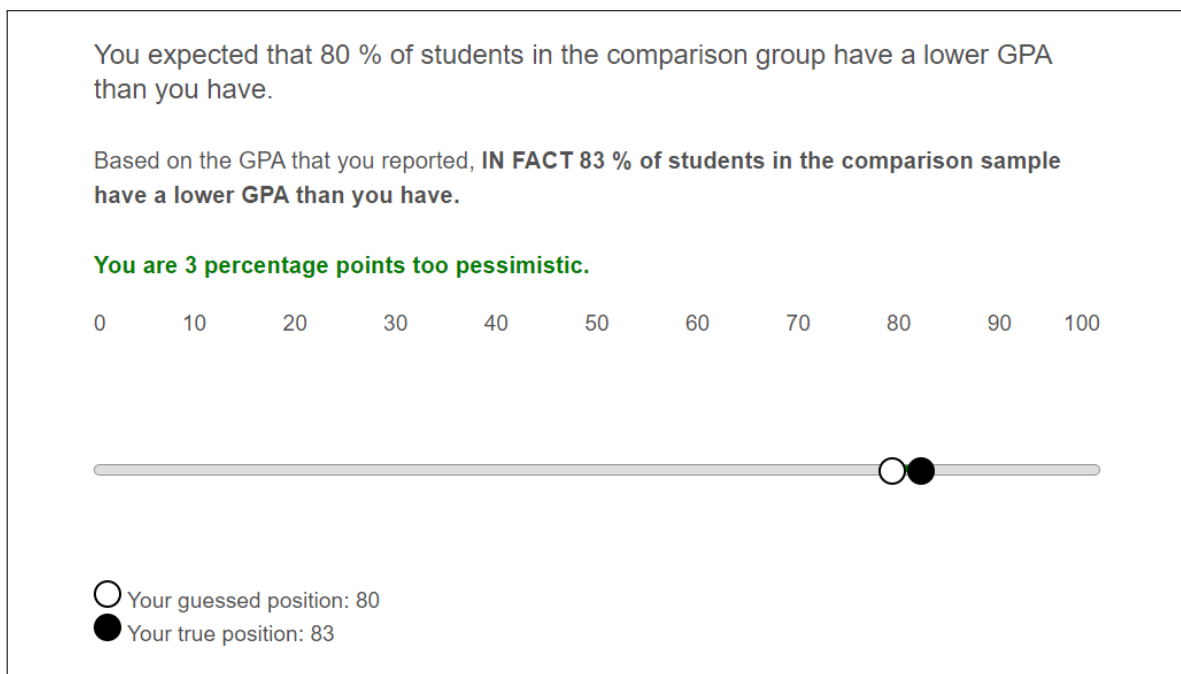 You expected that 80 % of students in the comparison group have a lower GPA
than you have.
Based on the GPA that you reported, IN FACT 83 % of students in the comparison sample
have a lower GPA than you have.
You are 3 percentage points too pessimistic.
0 10 20 30 40 50 60 70 80 90 100
Your guessed position: 80
Your true position: 83